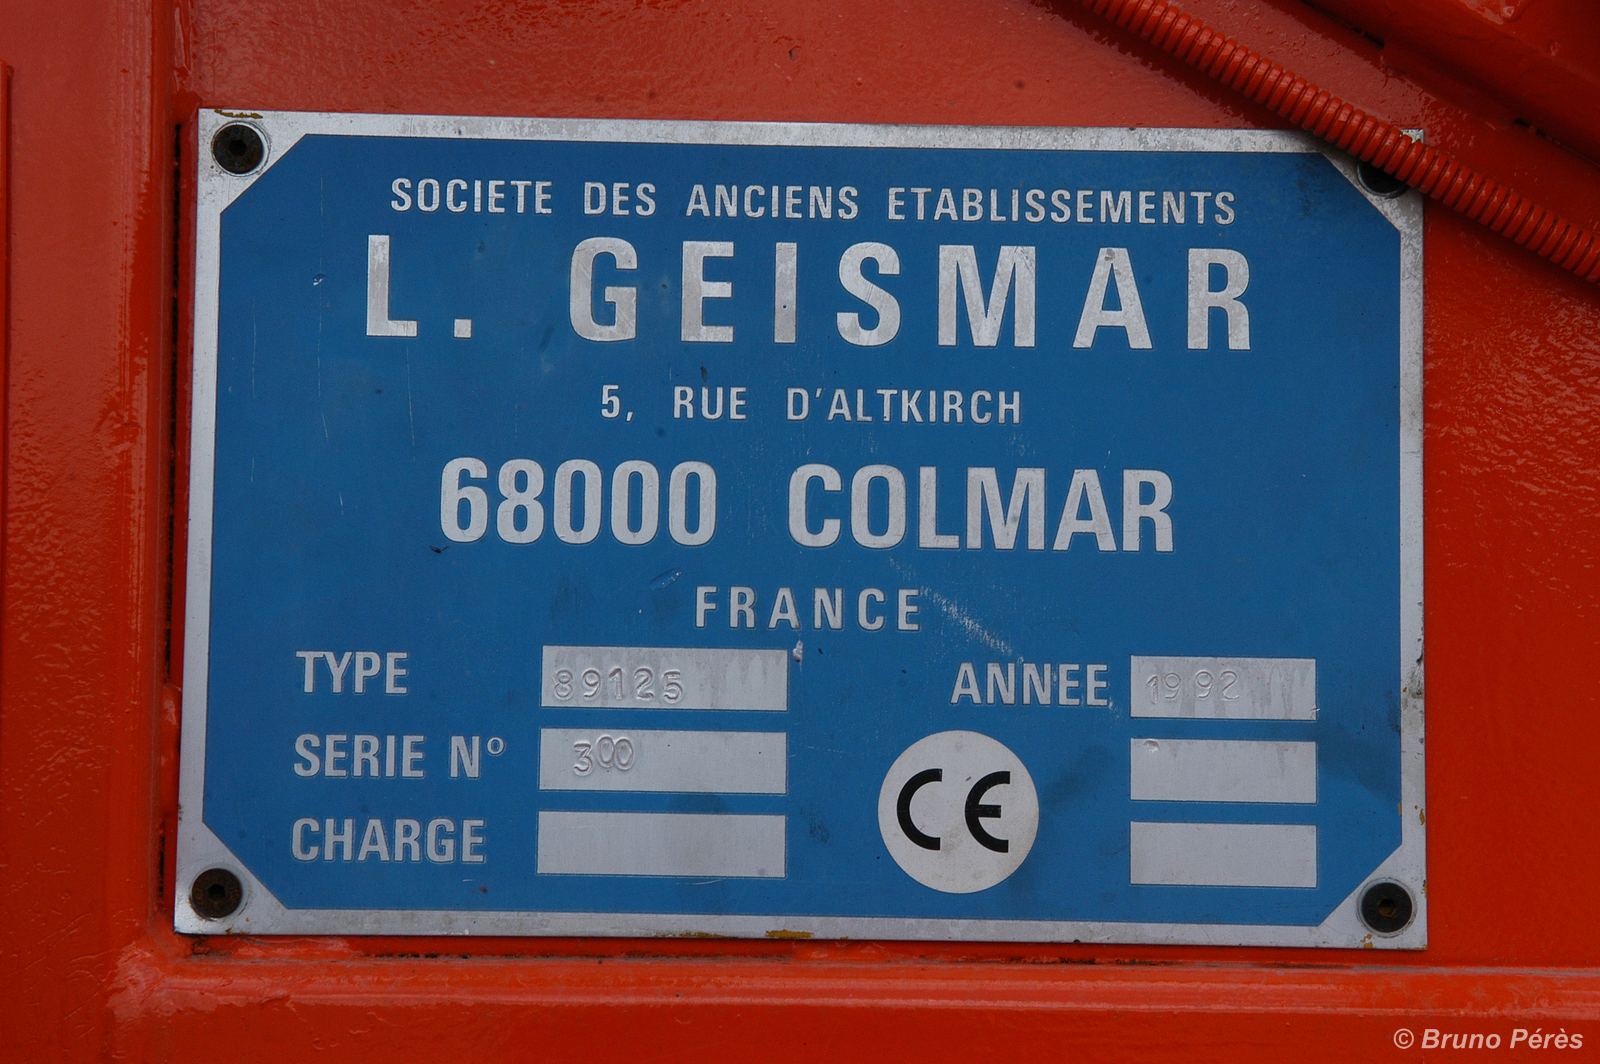 SOCIETE DES ANCIENS ETABLISSEMENTS
L. GEISMAR
5, RUE D'ALTKIRCH
68000 COLMAR
FRANCE
TYPE 89125 ANNEE 1992
SERIE Nº 300
CHARGE
CE
© Bruno Pérès